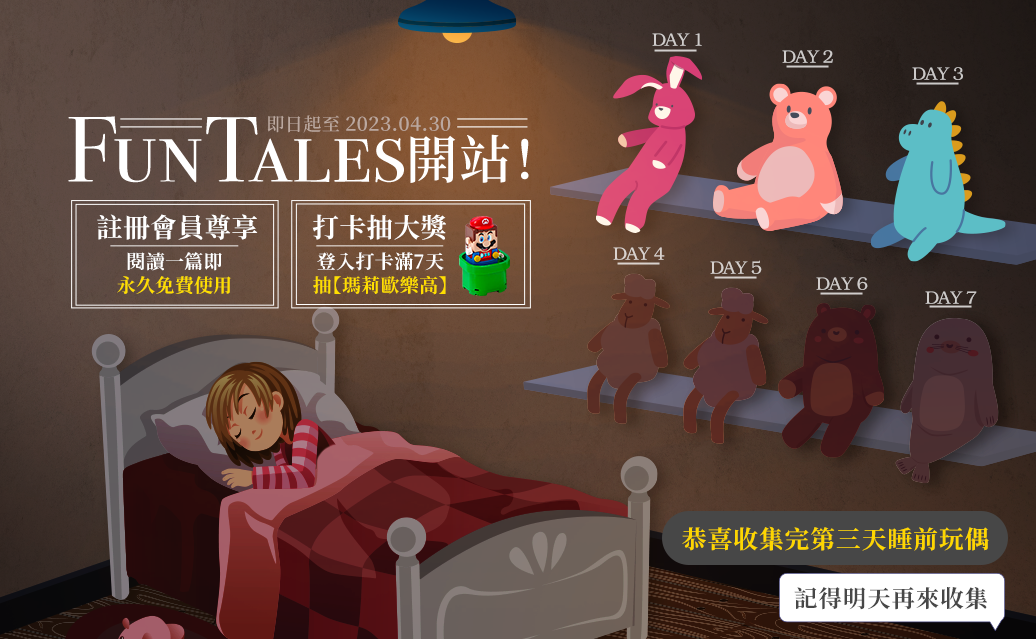 即日起至 2023.04.30
FUNTALES開站!
註冊會員尊享
閱讀一篇即
永久免費使用
打卡抽大獎
登入打卡滿7天
抽【瑪莉歐樂高】
DAY 1
DAY 2
DAY 3
DAY 4
DAY 5
DAY 6
DAY 7
恭喜收集完第三天睡前玩偶
記得明天再來收集